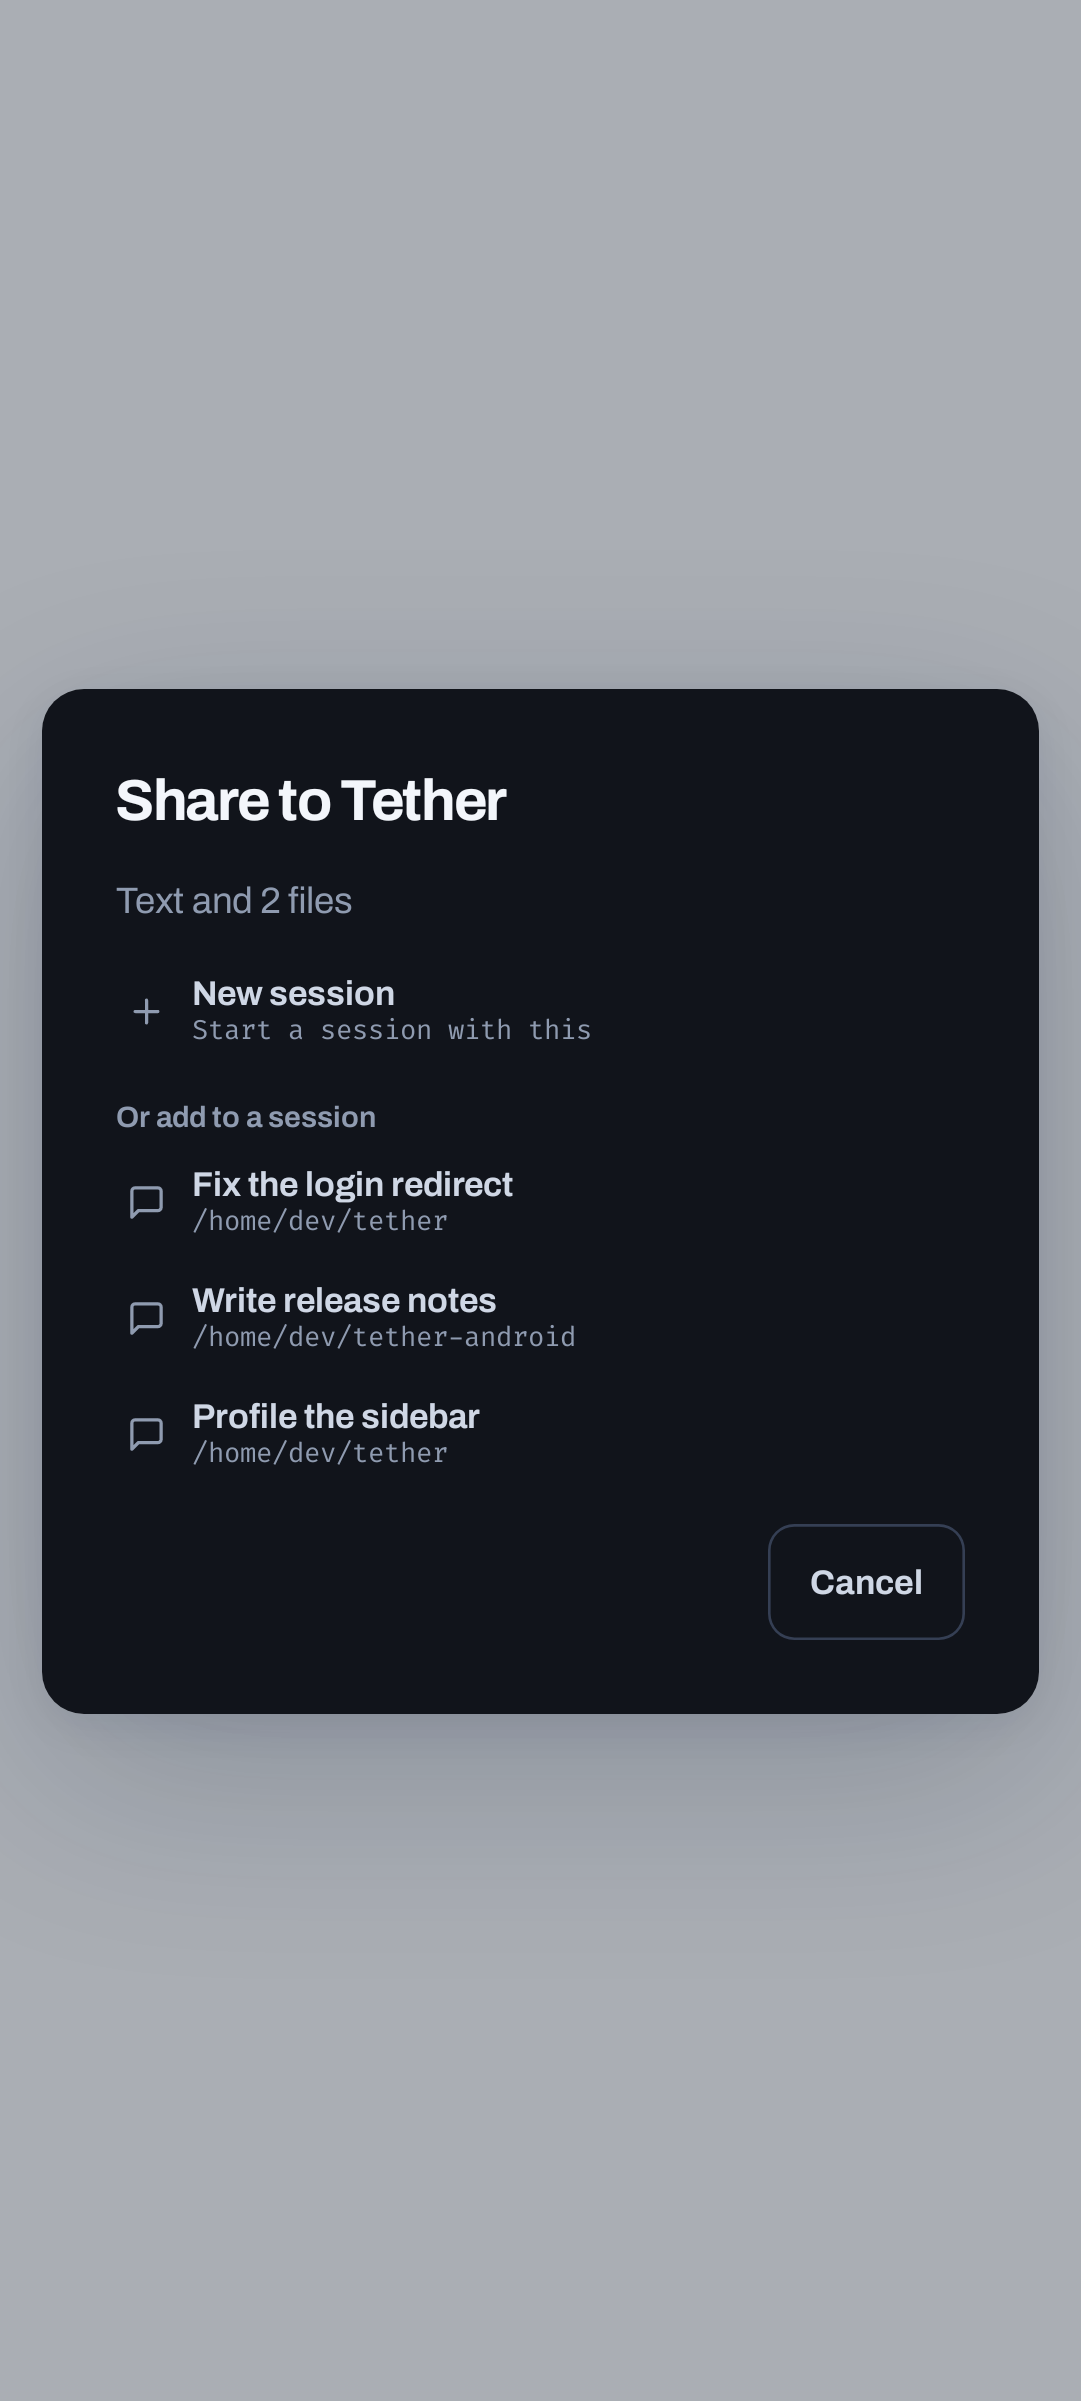 Share to Tether
Text and 2 files
New session
Start a session with this
Or add to a session
Fix the login redirect
/home/dev/tether
Write release notes
/home/dev/tether-android
Profile the sidebar
/home/dev/tether
Cancel